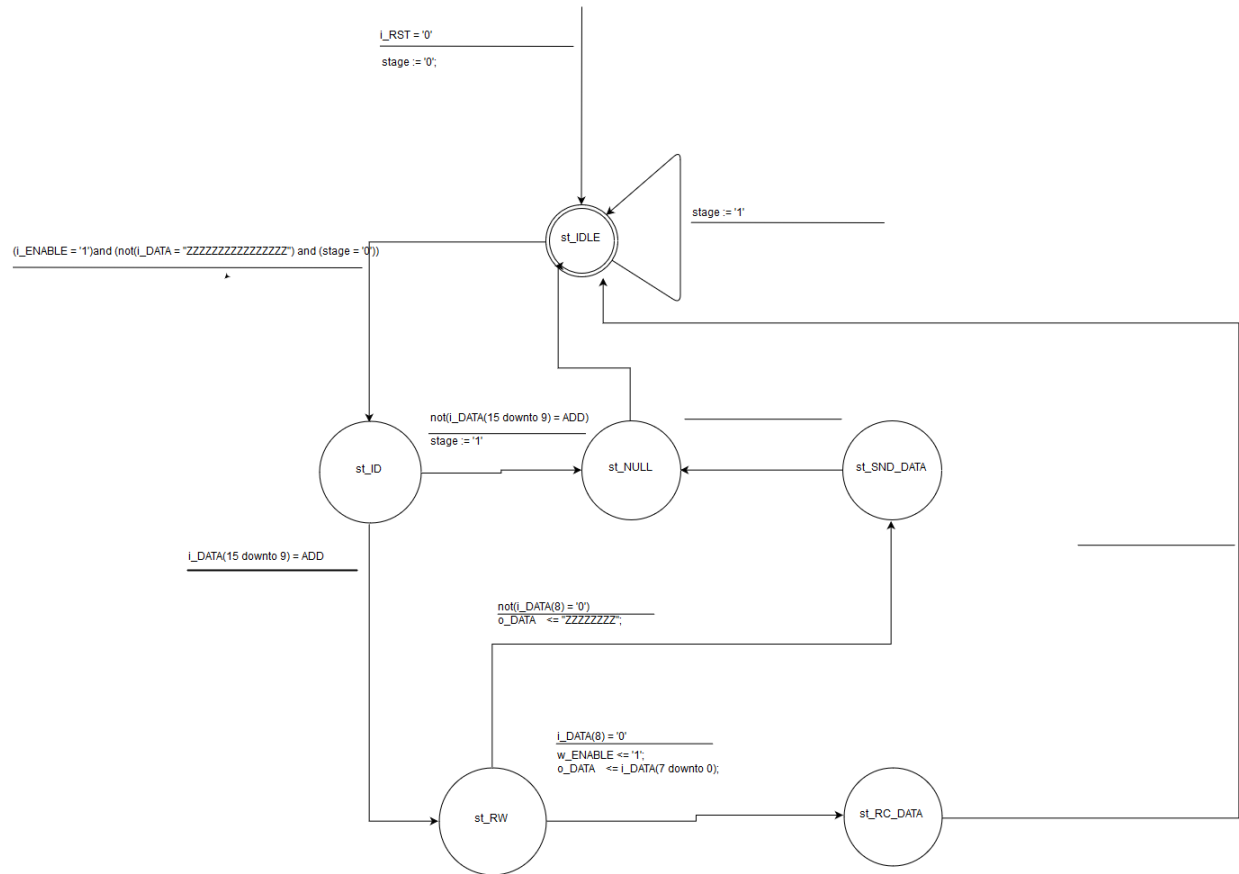 i_RST = '0'
stage := '0';
st_IDLE
stage := '1'
(i_ENABLE = '1')and (not(i_DATA = "ZZZZZZZZZZZZZZZZ") and (stage = '0'))
not(i_DATA(15 downto 9) = ADD)
stage := '1'
st_ID
st_NULL
st_SND_DATA
i_DATA(15 downto 9) = ADD
not(i_DATA(8) = '0')
o_DATA <= "ZZZZZZZZ";
i_DATA(8) = '0'
w_ENABLE <= '1';
o_DATA <= i_DATA(7 downto 0);
st_RW
st_RC_DATA